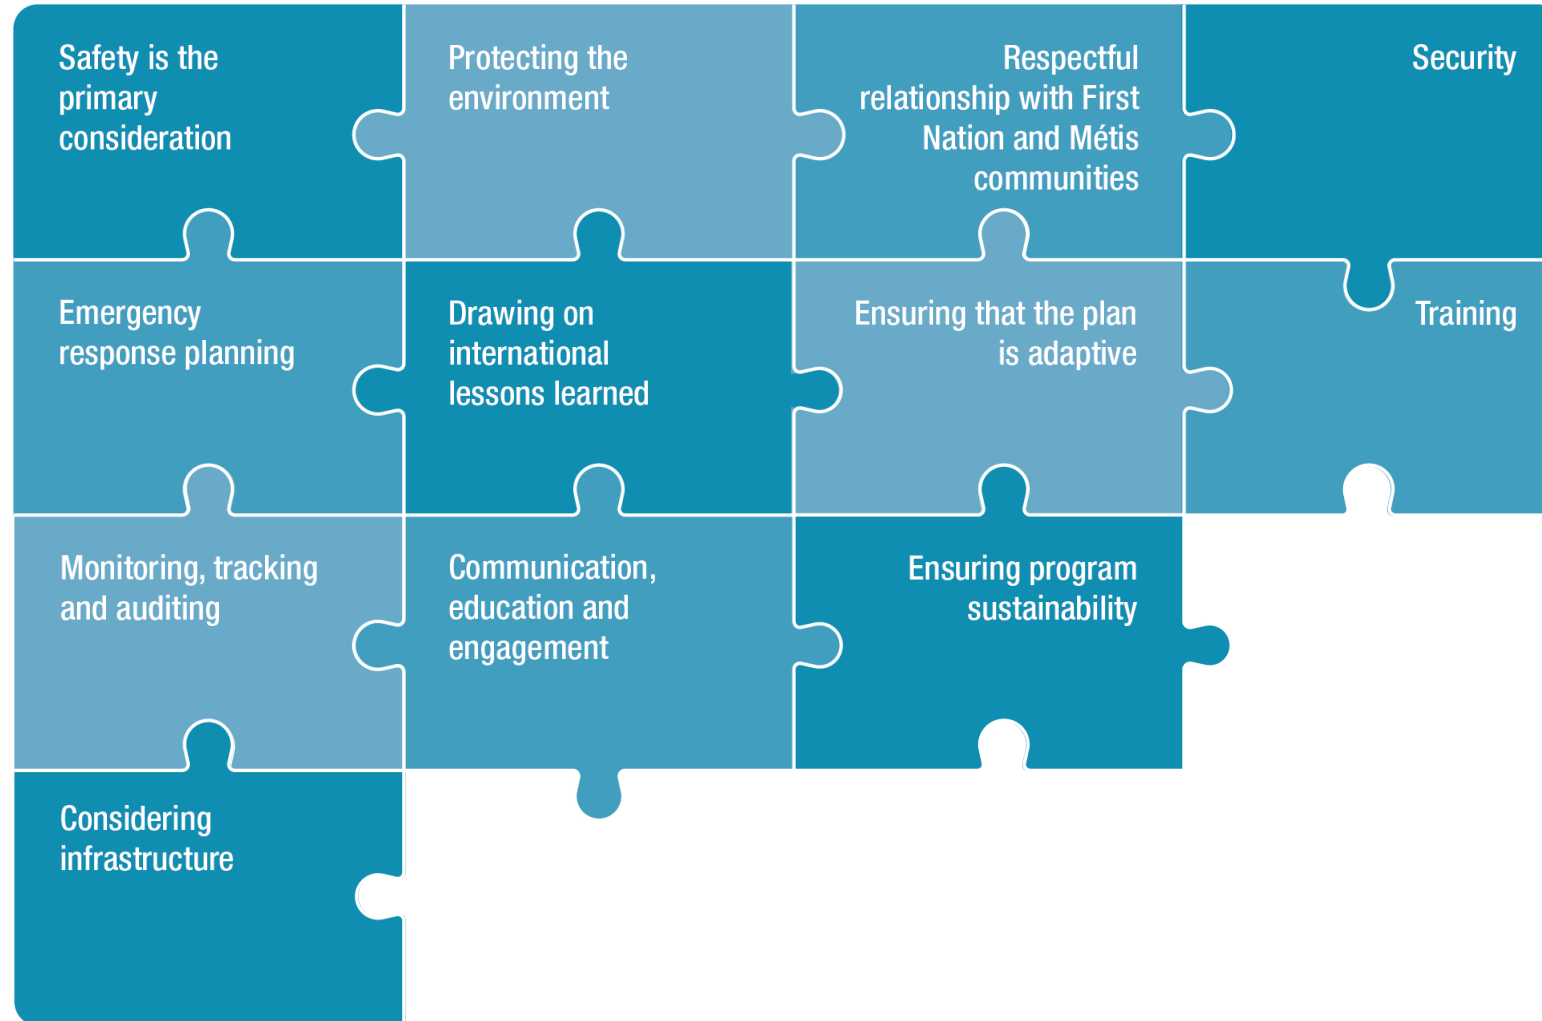 Safety is the
primary
consideration
Protecting the
environment
Respectful
relationship with First
Nation and Métis
communities
Security
Emergency
response planning
Drawing on
international
lessons learned
Ensuring that the plan
is adaptive
Training
Monitoring, tracking
and auditing
Communication,
education and
engagement
Ensuring program
sustainability
Considering
infrastructure